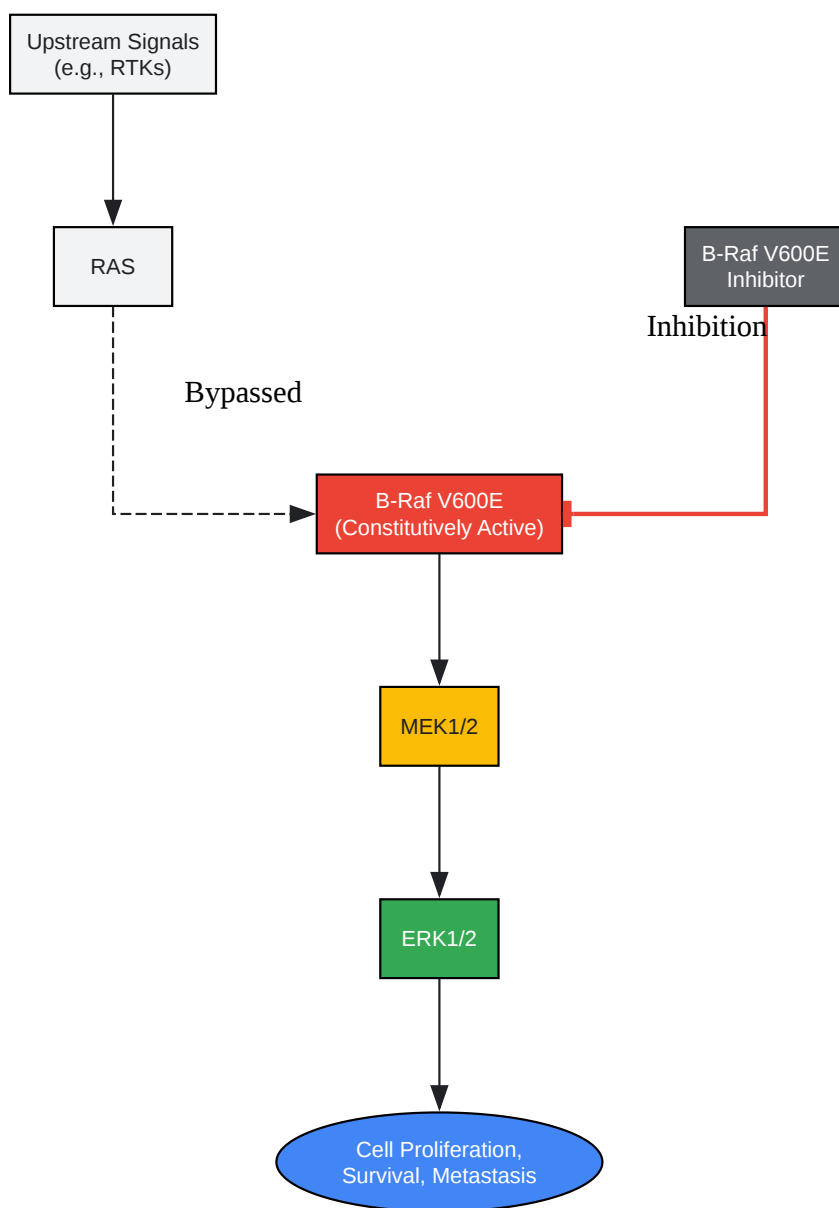 Upstream Signals
(e.g., RTKs)
RAS
B-Raf V600E
Inhibitor
Inhibition
Bypassed
B-Raf V600E
(Constitutively Active)
MEK1/2
ERK1/2
Cell Proliferation,
Survival, Metastasis